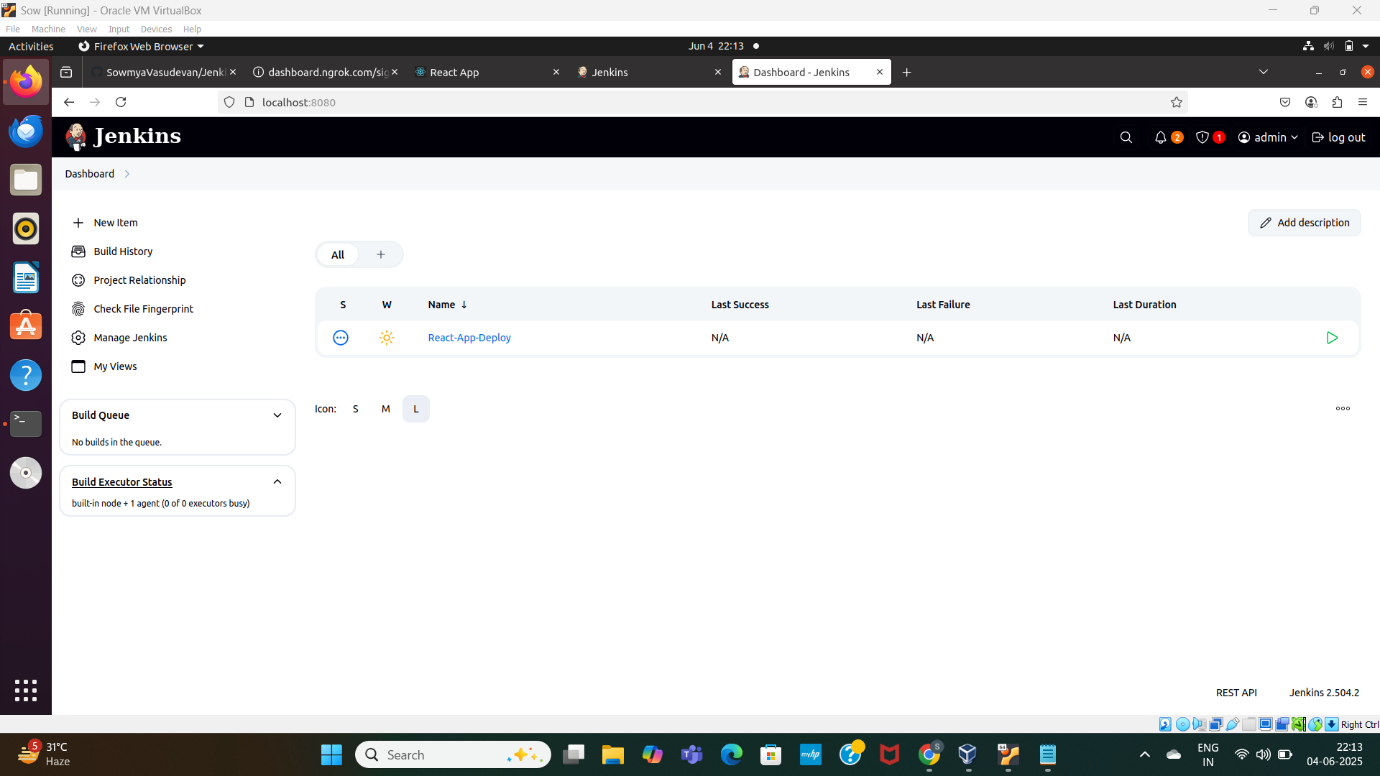 Sow [Running] - Oracle VM VirtualBox
File Machine View Input Devices Help
Activities Firefox Web Browser Jun 4 22:13
SowmyaVasudevan/Jenki dashboard.ngrok.com/sig React App Jenkins Dashboard - Jenkins
localhost:8080
Jenkins 2 1 admin log out
Dashboard
New Item
Add description
Build History
All +
Project Relationship
Check File Fingerprint
S W Name ↓ Last Success Last Failure Last Duration
Manage Jenkins
React-App-Deploy N/A N/A N/A
My Views
Icon: S M L
Build Queue
No builds in the queue.
Build Executor Status
built-in node + 1 agent (0 of 0 executors busy)
REST API Jenkins 2.504.2
Right Ctrl
5 31°C
Haze
Search
myhp
S
ENG
IN
22:13
04-06-2025